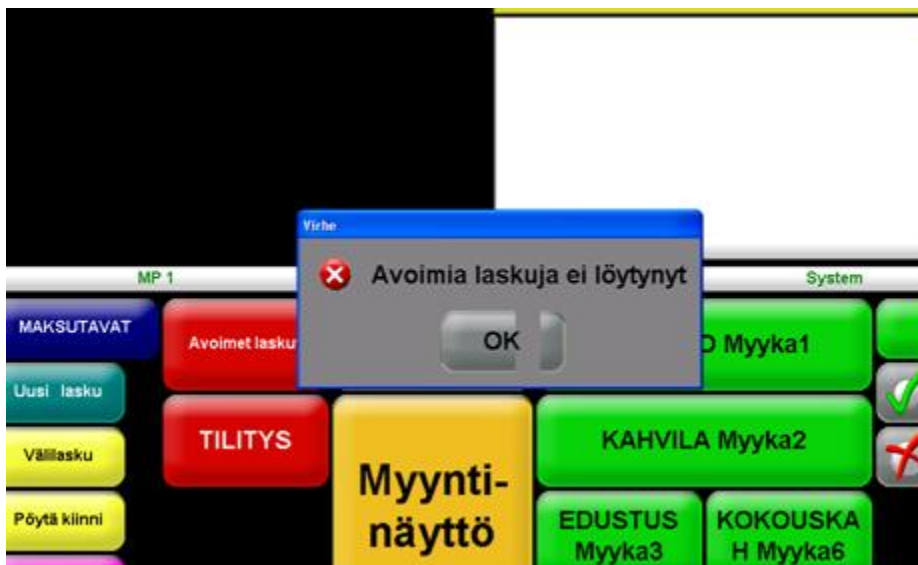 Virhe
Avoimia laskuja ei löytynyt
OK
MP 1
System
MAKSUTAVAT
Avoimet lasku
Myyka1
Uusi lasku
TILITYS
KAHVILA Myyka2
Välilasku
Myynti-
näyttö
Pöytä kiinni
EDUSTUS
Myyka3
KOKOUSKA
H Myyka6